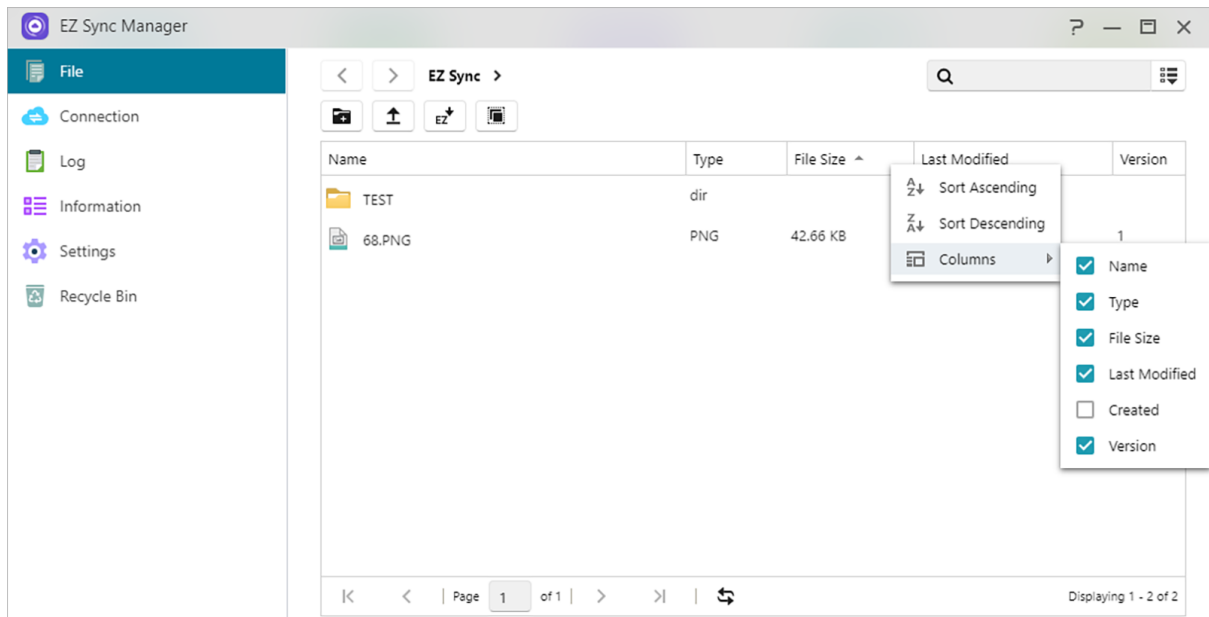 EZ Sync Manager
File
Connection
Log
Information
Settings
Recycle Bin
EZ Sync
EZ
Name Type File Size Last Modified Version
TEST dir
68.PNG PNG 42.66 KB 1
Sort Ascending
Sort Descending
Columns
Name
Type
File Size
Last Modified
Created
Version
Page 1 of 1
Displaying 1 - 2 of 2